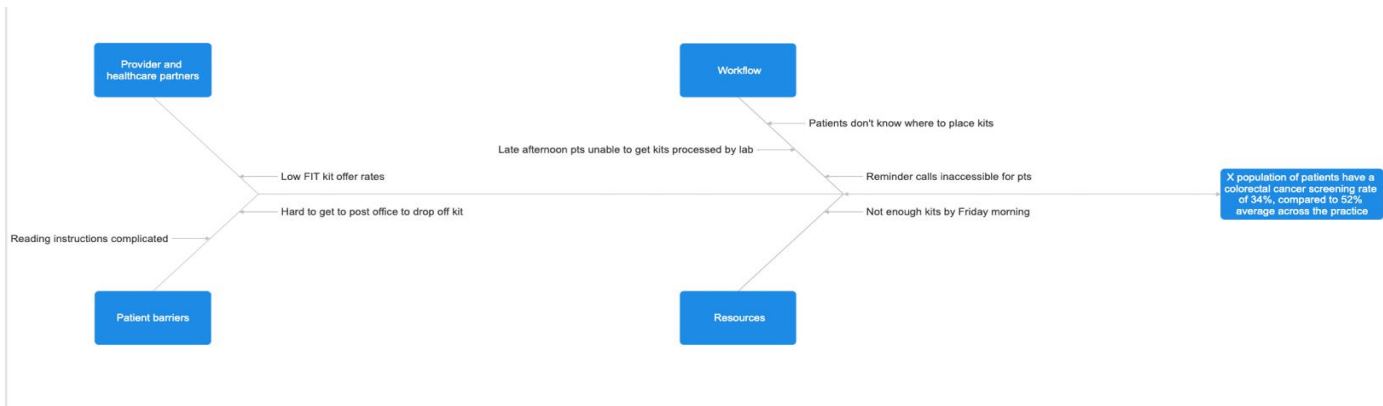 Provider and
healthcare partners
Workflow
Patients don't know where to place kits
Late afternoon pts unable to get kits processed by lab
Low FIT kit offer rates
Reminder calls inaccessible for pts
X population of patients have a
colorectal cancer screening rate
of 34%, compared to 52%
average across the practice
Hard to get to post office to drop off kit
Not enough kits by Friday morning
Reading instructions complicated
Patient barriers
Resources